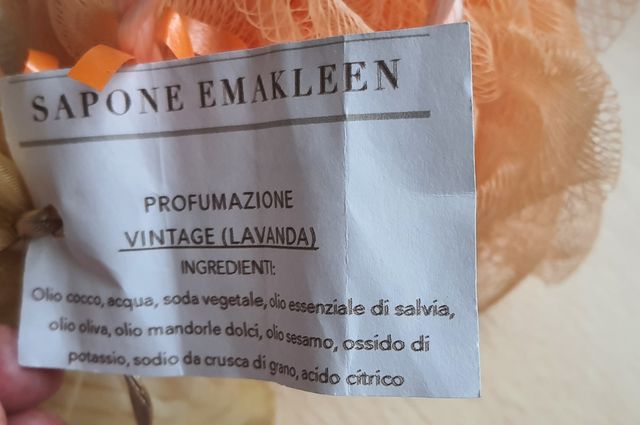 SAPONE EMAKLEEN
PROFUMAZIONE
VINTAGE (LAVANDA)
INGREDIENTI:
Olio cocco, acqua, soda vegetale, olio essenziale di salvia,
olio oliva, olio mandorle dolci, olio sesamo, ossido di
potassio, sodio da crusca di grano, acido citrico